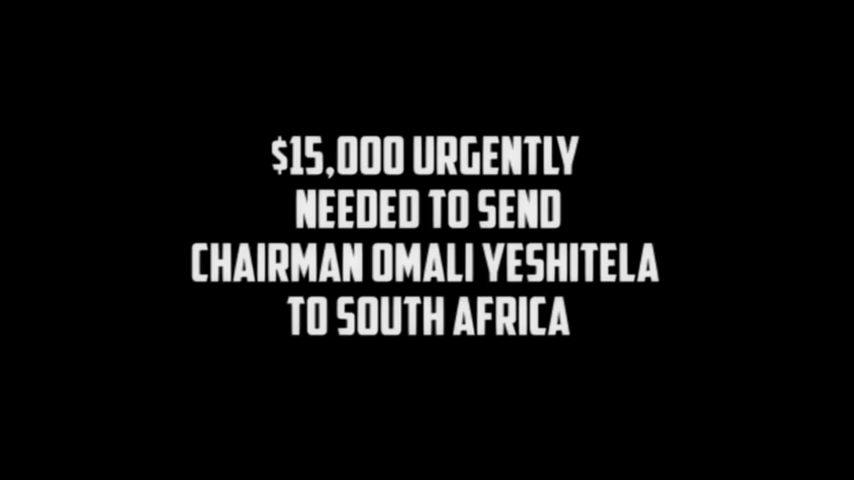 $15,000 URGENTLY
NEEDED TO SEND
CHAIRMAN OMALI YESHITELA
TO SOUTH AFRICA